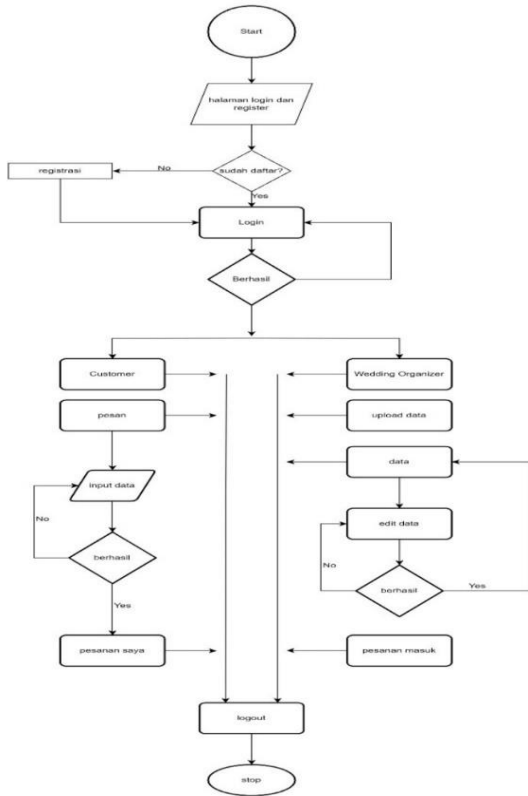 Start
halaman login dan
register
sudah daftar?
No
registrasi
Yes
Login
Berhasil
Customer
Wedding Organizer
pesan
upload data
data
input data
edit data
No
No
berhasil
berhasil
Yes
Yes
pesanan saya
pesanan masuk
logout
stop